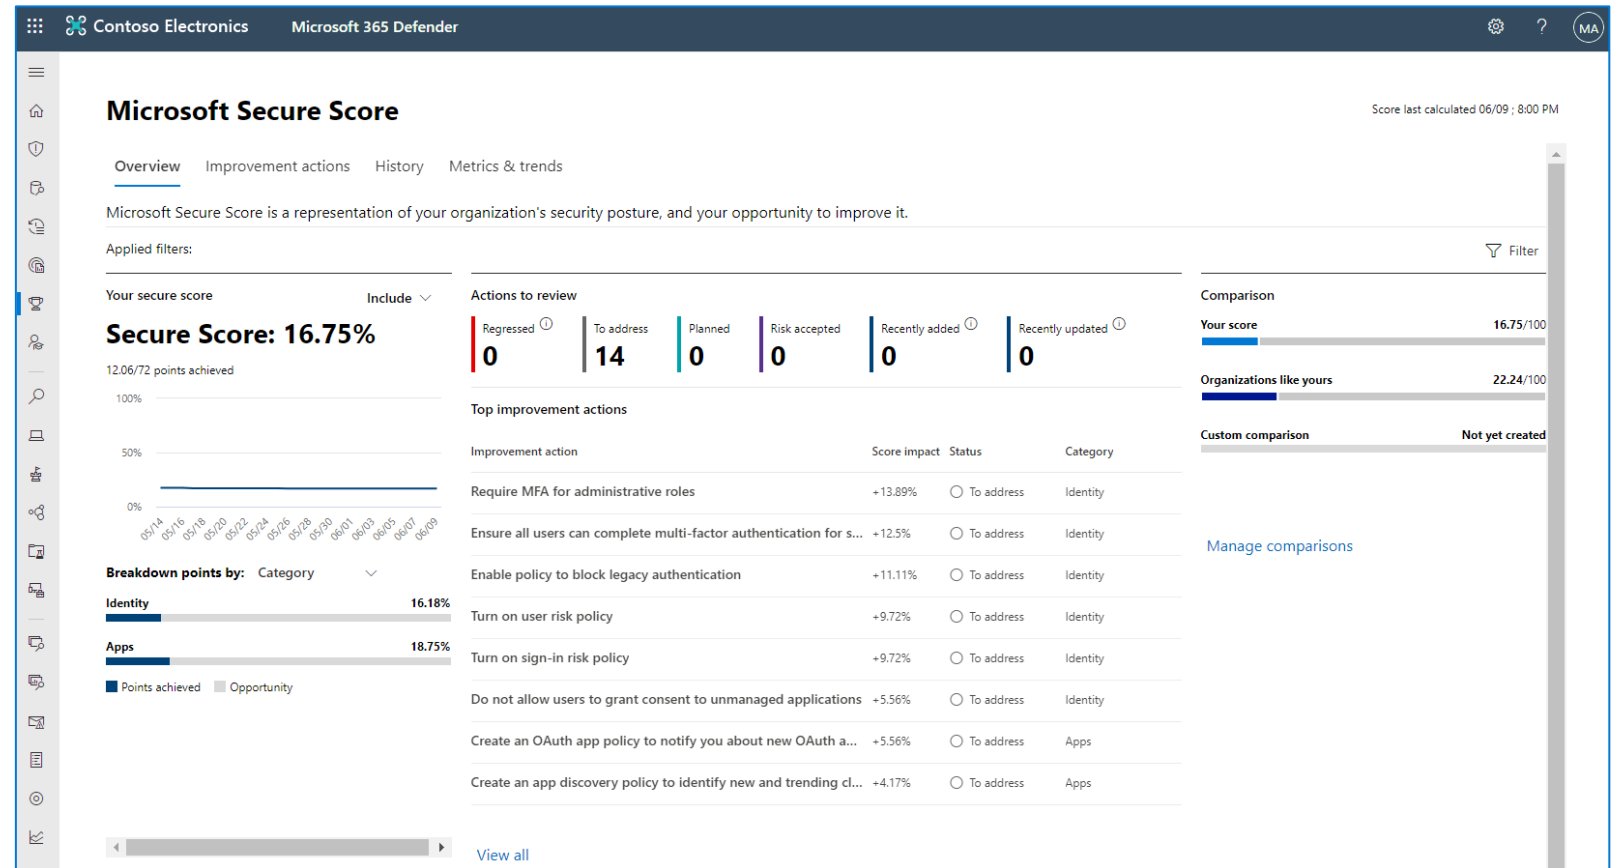 Contoso Electronics Microsoft 365 Defender ? MA
Microsoft Secure Score
Score last calculated 06/09 ; 8:00 PM
Overview Improvement actions History Metrics & trends
Microsoft Secure Score is a representation of your organization's security posture, and your opportunity to improve it.
Applied filters:
Filter
Your secure score Include
Secure Score: 16.75%
12.06/72 points achieved
100%
50%
0%
05/14 05/16 05/18 05/20 05/22 05/24 05/26 05/28 05/30 06/01 06/03 06/05 06/07 06/09
Breakdown points by: Category
Identity 16.18%
Apps 18.75%
Points achieved Opportunity
Actions to review
Regressed To address Planned Risk accepted Recently added Recently updated
0 14 0 0 0 0
Top improvement actions
Improvement action Score impact Status Category
Require MFA for administrative roles +13.89% To address Identity
Ensure all users can complete multi-factor authentication for s... +12.5% To address Identity
Enable policy to block legacy authentication +11.11% To address Identity
Turn on user risk policy +9.72% To address Identity
Turn on sign-in risk policy +9.72% To address Identity
Do not allow users to grant consent to unmanaged applications +5.56% To address Identity
Create an OAuth app policy to notify you about new OAuth a... +5.56% To address Apps
Create an app discovery policy to identify new and trending cl... +4.17% To address Apps
View all
Comparison
Your score 16.75/100
Organizations like yours 22.24/100
Custom comparison Not yet created
Manage comparisons